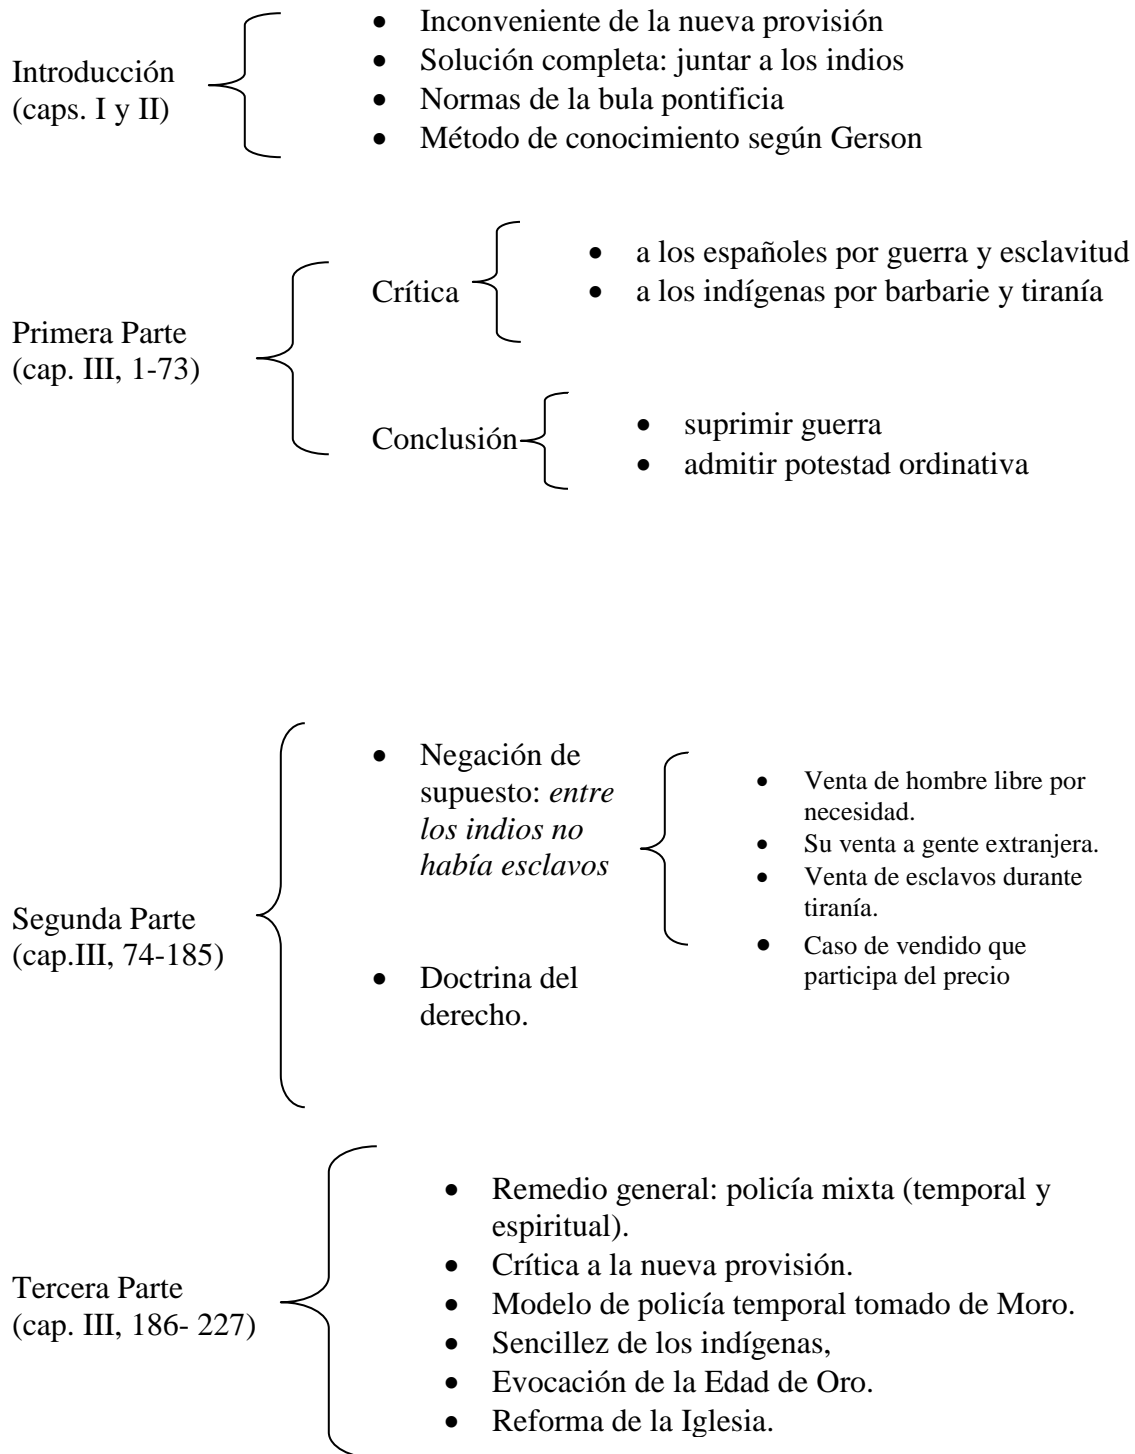 Introducción
(caps. I y II)
• Inconveniente de la nueva provisión
• Solución completa: juntar a los indios
• Normas de la bula pontificia
• Método de conocimiento según Gerson
Primera Parte
(cap. III, 1-73)
Crítica
• a los españoles por guerra y esclavitud
• a los indígenas por barbarie y tiranía
Conclusión
• suprimir guerra
• admitir potestad ordinativa
Segunda Parte
(cap.III, 74-185)
• Negación de
supuesto: entre
los indios no
había esclavos
• Venta de hombre libre por
necesidad.
• Su venta a gente extranjera.
• Venta de esclavos durante
tiranía.
• Caso de vendido que
participa del precio
• Doctrina del
derecho.
Tercera Parte
(cap. III, 186- 227)
• Remedio general: policía mixta (temporal y
espiritual).
• Crítica a la nueva provisión.
• Modelo de policía temporal tomado de Moro.
• Sencillez de los indígenas,
• Evocación de la Edad de Oro.
• Reforma de la Iglesia.